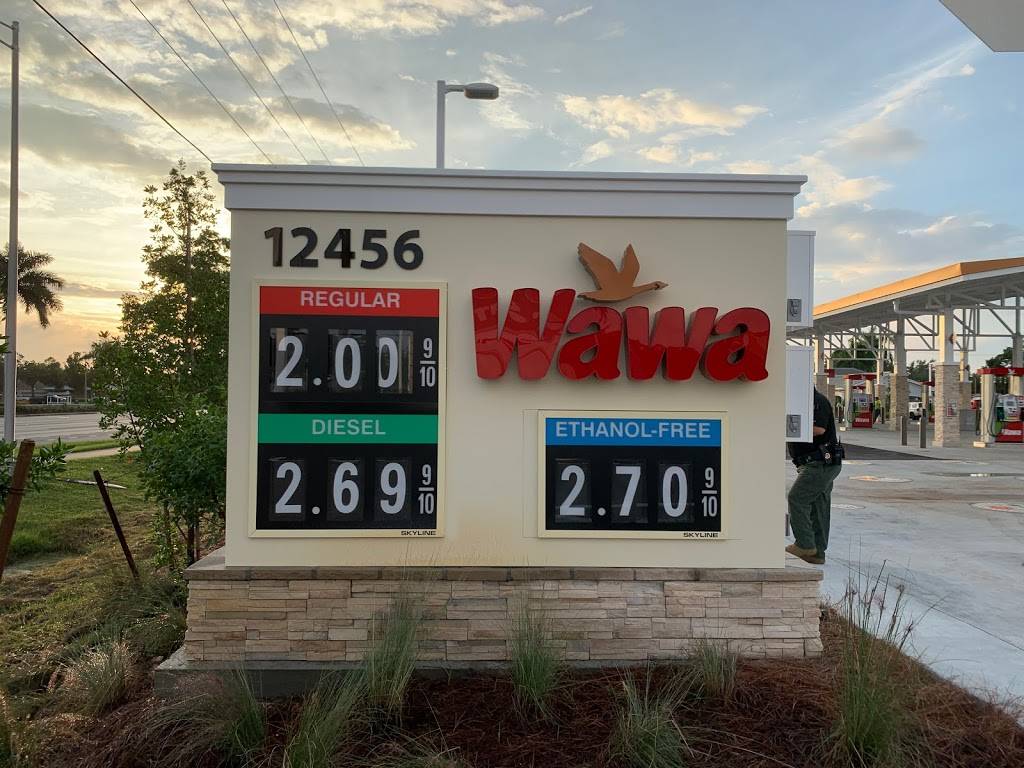 12456
REGULAR
2.00 9/10
DIESEL
2.69 9/10
SKYLINE
Wawa
ETHANOL-FREE
2.70 9/10
SKYLINE